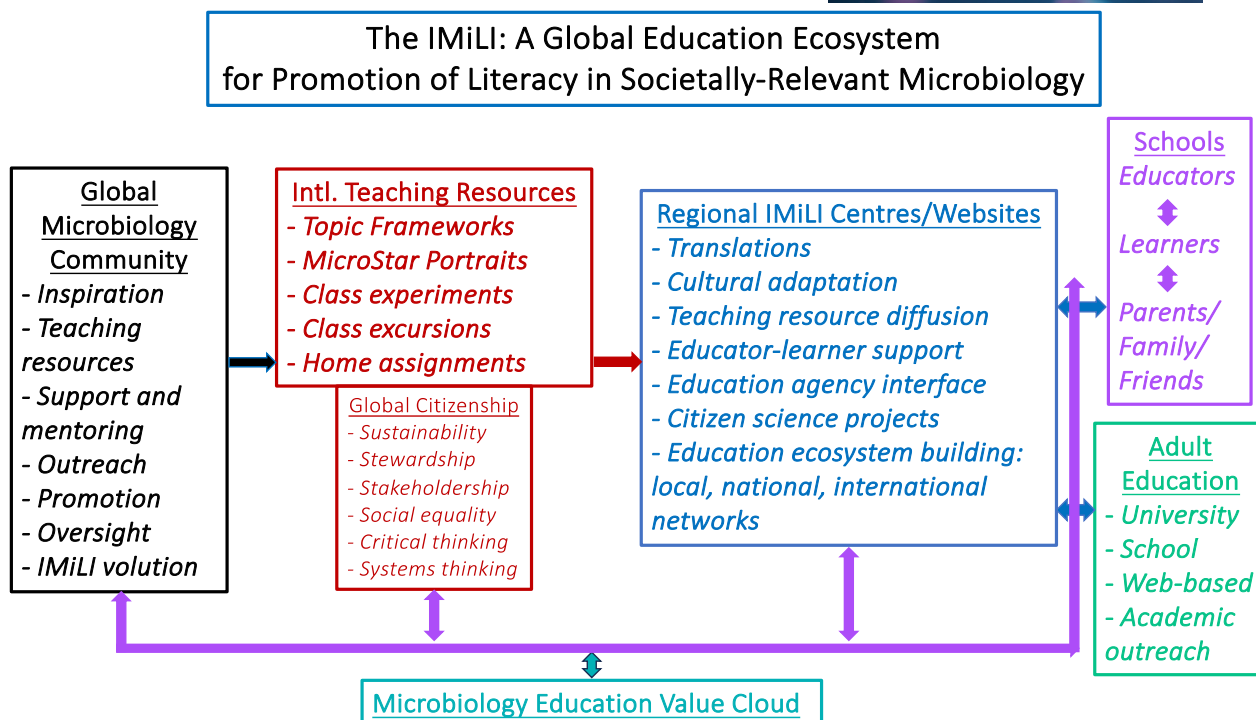 The IMiLI: A Global Education Ecosystem
for Promotion of Literacy in Societally-Relevant Microbiology
Global
Microbiology
Community
- Inspiration
- Teaching
resources
- Support and
mentoring
- Outreach
- Promotion
- Oversight
- IMiLI volution
Intl. Teaching Resources
- Topic Frameworks
- MicroStar Portraits
- Class experiments
- Class excursions
- Home assignments
Global Citizenship
- Sustainability
- Stewardship
- Stakeholdership
- Social equality
- Critical thinking
- Systems thinking
Regional IMiLI Centres/Websites
- Translations
- Cultural adaptation
- Teaching resource diffusion
- Educator-learner support
- Education agency interface
- Citizen science projects
- Education ecosystem building:
local, national, international
networks
Schools
Educators
Learners
Parents/
Family/
Friends
Adult
Education
- University
- School
- Web-based
- Academic
outreach
Microbiology Education Value Cloud